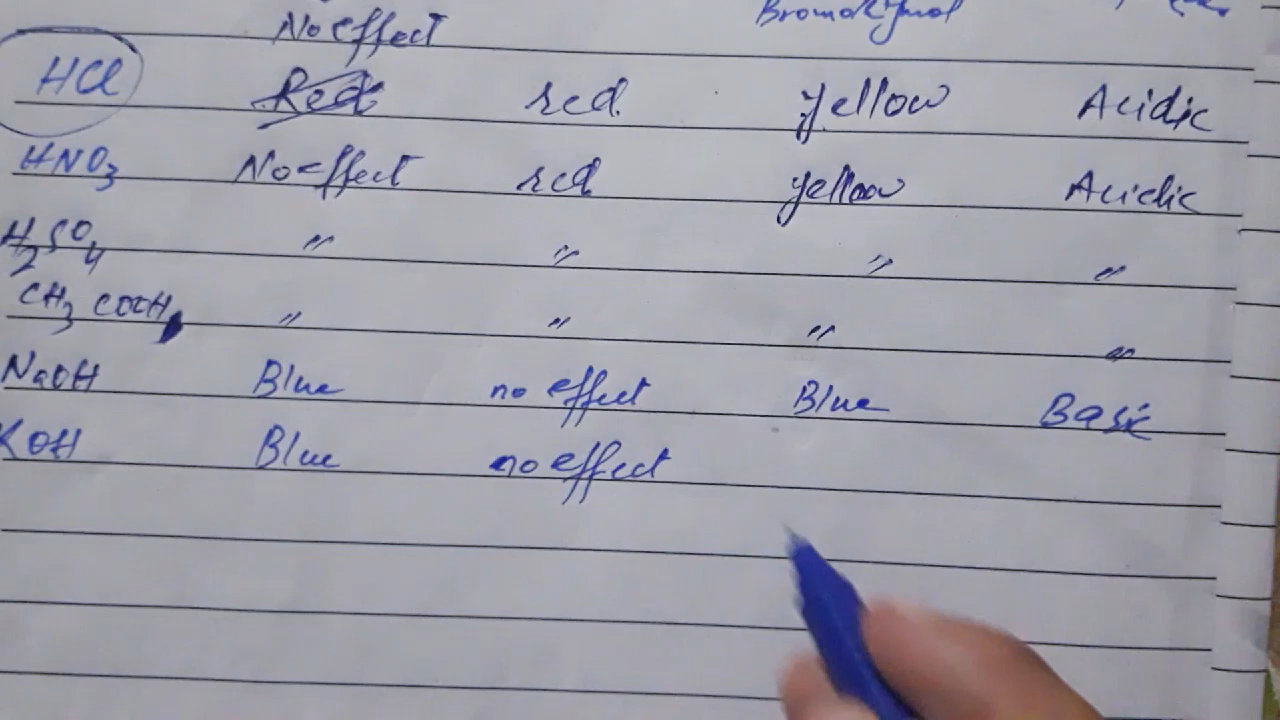 No effect Bromothymol
HCl Red red yellow Acidic
HNO3 No effect red yellow Acidic
H2SO4 " " " "
CH3COOH " " " "
NaOH Blue no effect Blue Basic
KOH Blue no effect